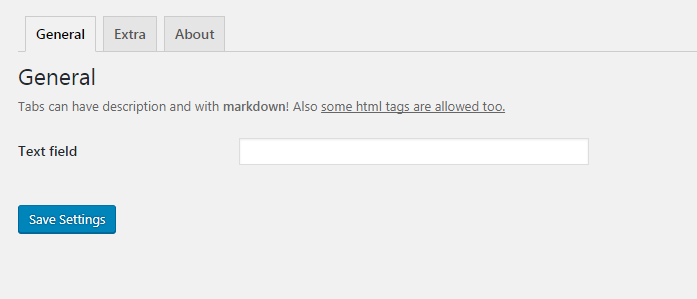 General Extra About
General
Tabs can have description and with markdown! Also some html tags are allowed too.
Text field
Save Settings